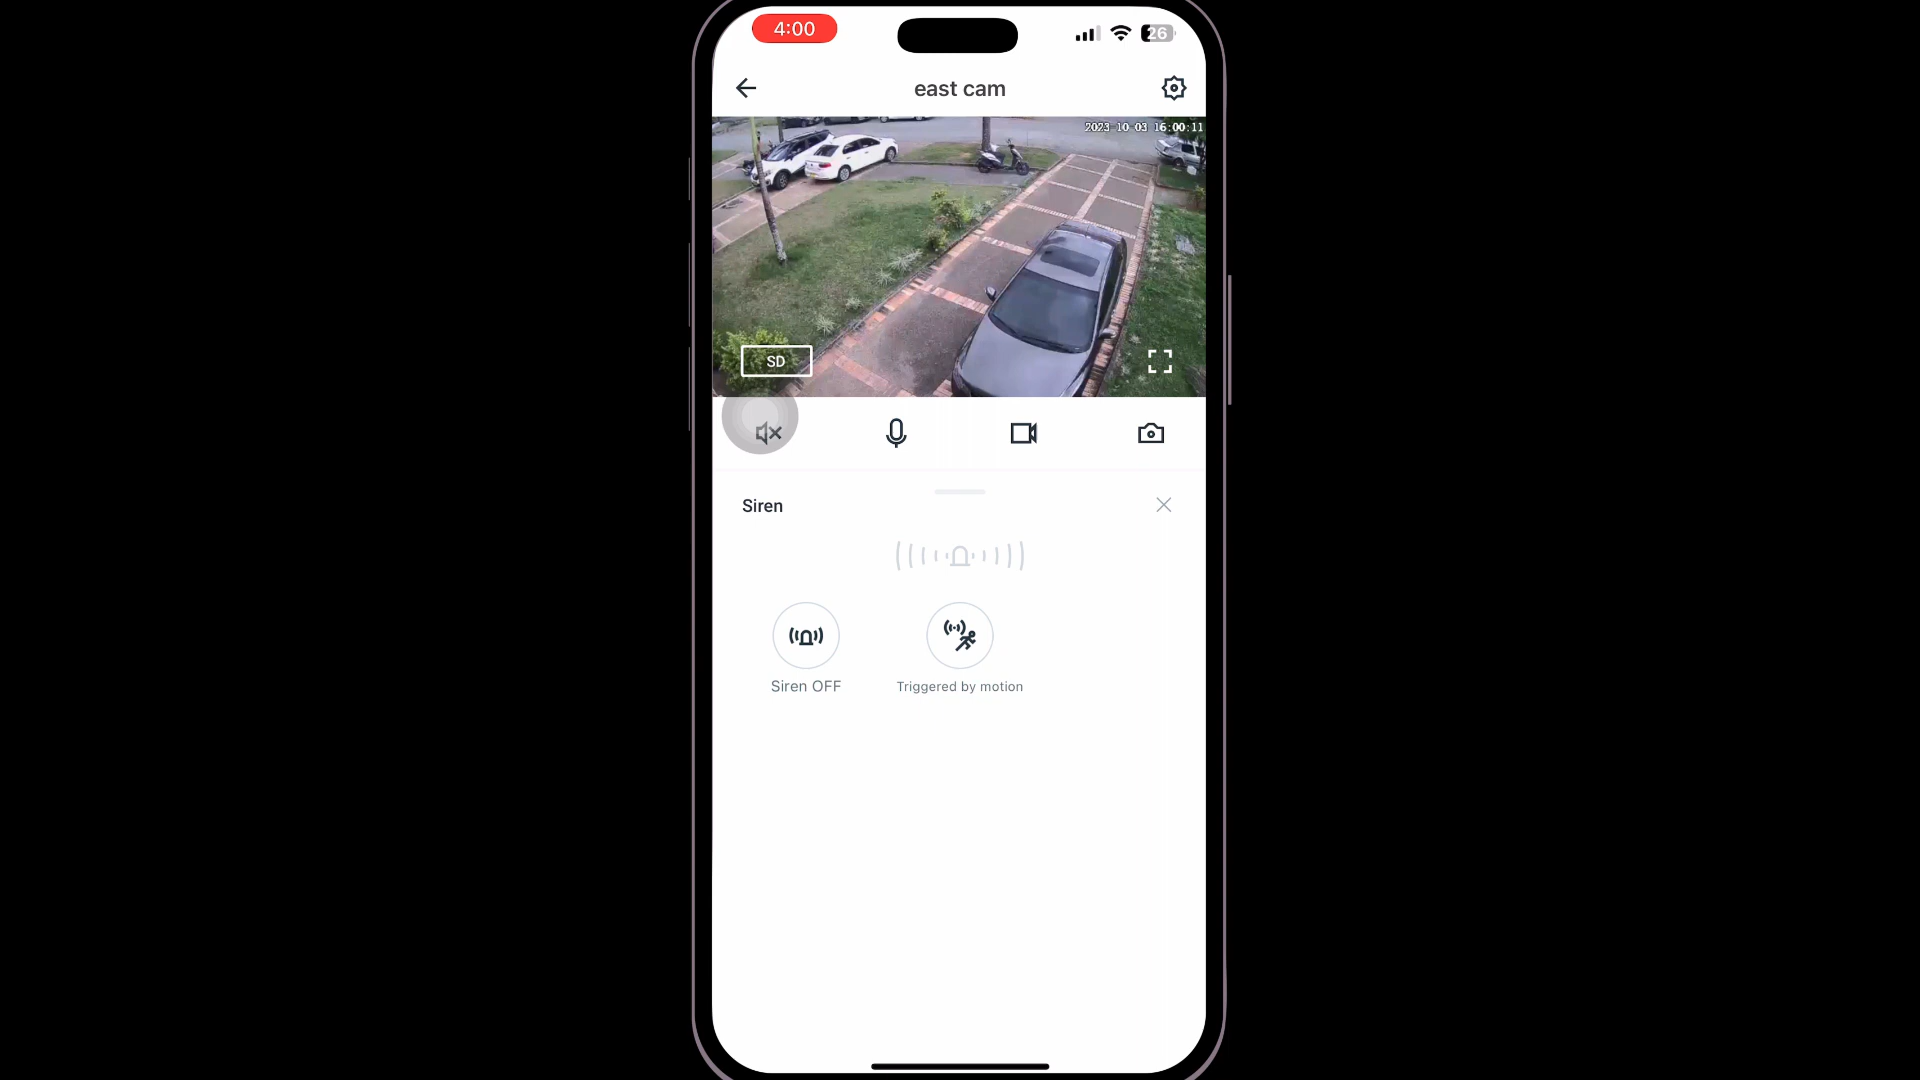 4:00
26
east cam
2023-10-03 16:00:11
SD
Siren
Siren OFF
Triggered by motion